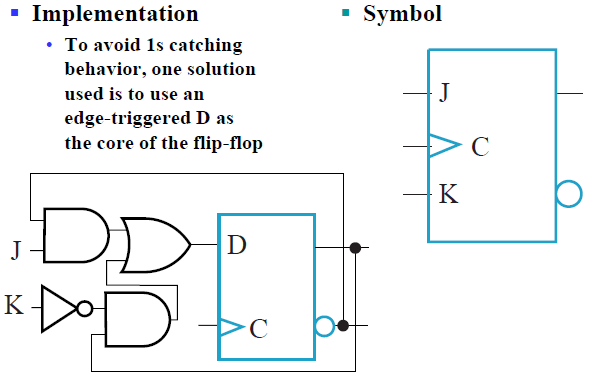 Implementation
To avoid 1s catching
behavior, one solution
used is to use an
edge-triggered D as
the core of the flip-flop
Symbol
J
C
K
J
D
K
C